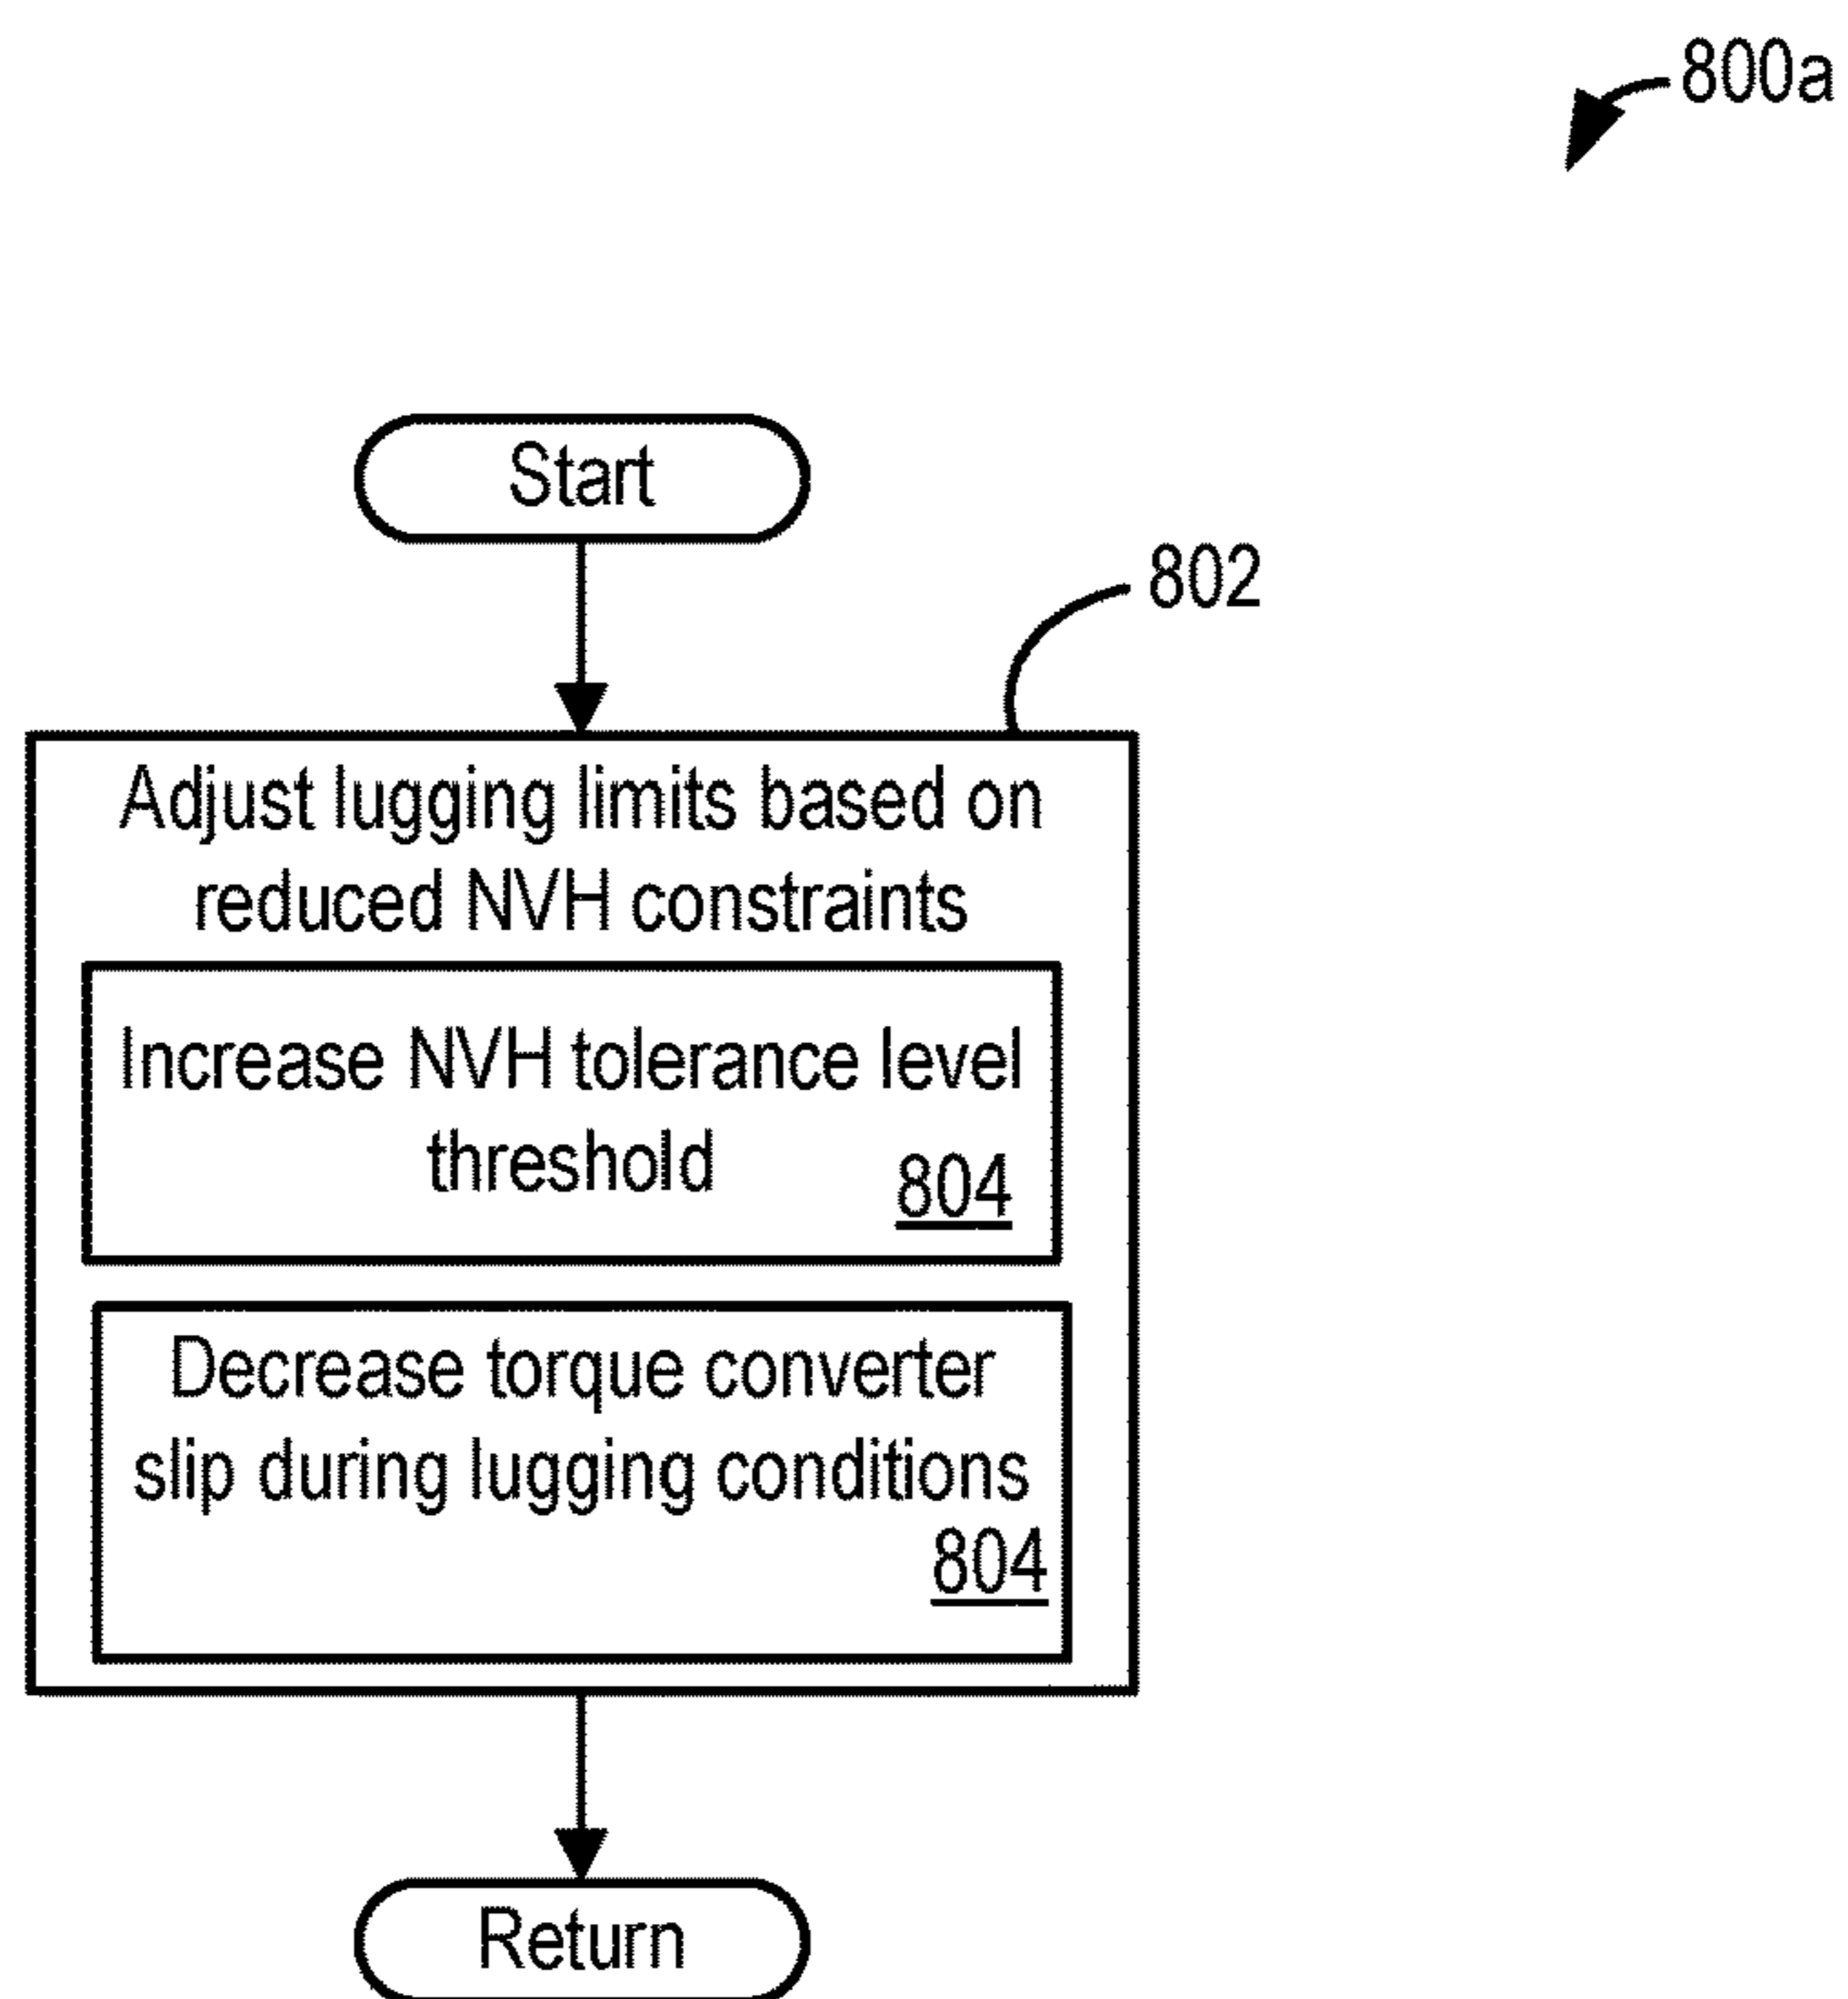 800a
Start
802
Adjust lugging limits based on
reduced NVH constraints
Increase NVH tolerance level
threshold
804
Decrease torque converter
slip during lugging conditions
804
Return